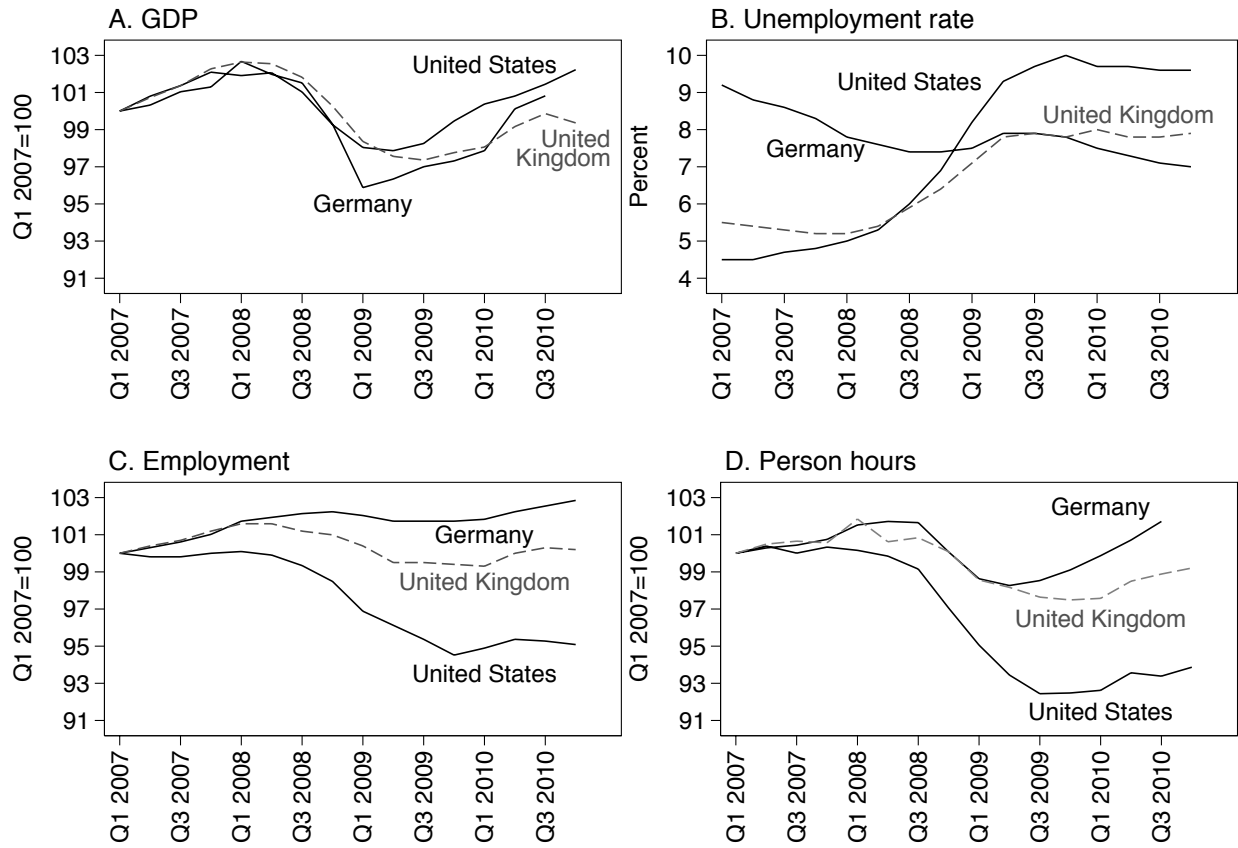 A. GDP
Q1 2007=100
103
101
99
97
95
93
91
United States
United
Kingdom
Germany
Q1 2007
Q3 2007
Q1 2008
Q3 2008
Q1 2009
Q3 2009
Q1 2010
Q3 2010
B. Unemployment rate
Percent
10
9
8
7
6
5
4
United States
United Kingdom
Germany
Q1 2007
Q3 2007
Q1 2008
Q3 2008
Q1 2009
Q3 2009
Q1 2010
Q3 2010
C. Employment
Q1 2007=100
103
101
99
97
95
93
91
Germany
United Kingdom
United States
Q1 2007
Q3 2007
Q1 2008
Q3 2008
Q1 2009
Q3 2009
Q1 2010
Q3 2010
D. Person hours
Q1 2007=100
103
101
99
97
95
93
91
Germany
United Kingdom
United States
Q1 2007
Q3 2007
Q1 2008
Q3 2008
Q1 2009
Q3 2009
Q1 2010
Q3 2010